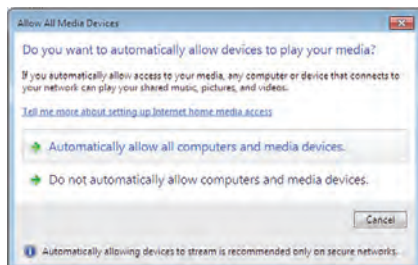 Allow All Media Devices
Do you want to automatically allow devices to play your media?
If you automatically allow access to your media, any computer or device that connects to
your network can play your shared music, pictures, and videos.
Tell me more about setting up Internet home media access
Automatically allow all computers and media devices.
Do not automatically allow computers and media devices.
Cancel
Automatically allowing devices to stream is recommended only on secure networks.